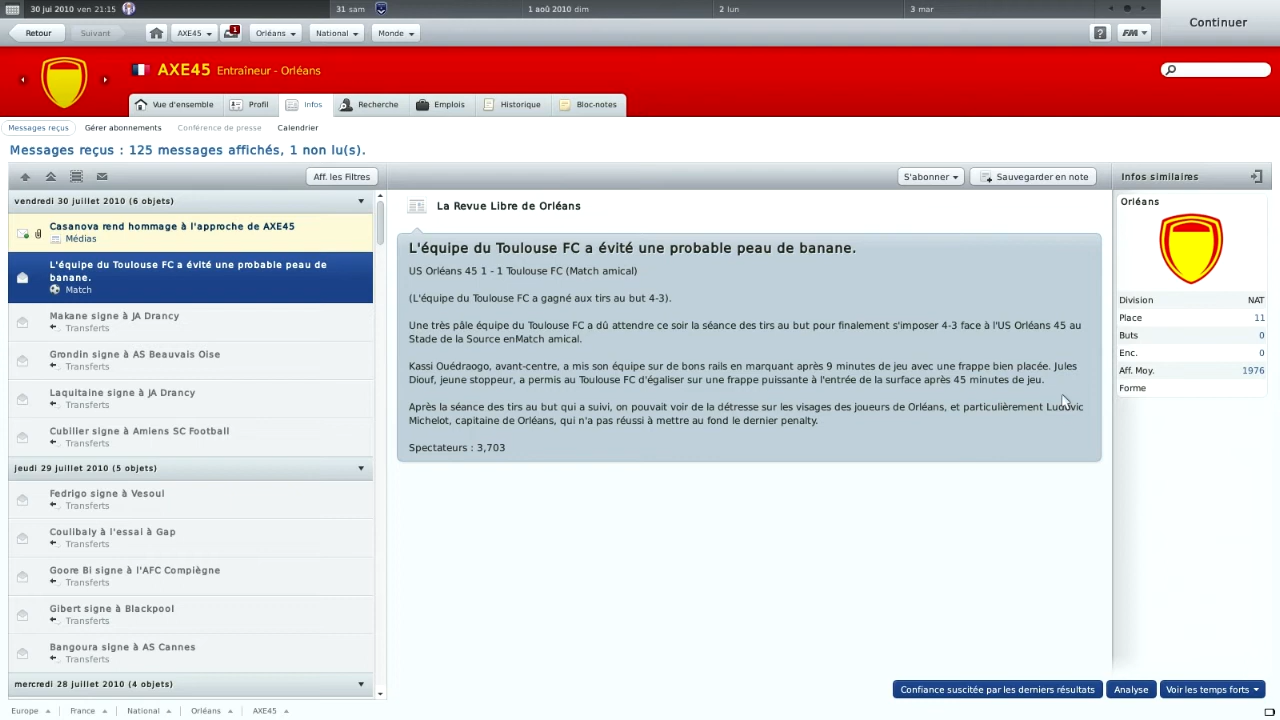 30 jui 2010 ven 21:15
31 sam
1 aoû 2010 dim
2 lun
3 mar
Continuer
Retour
Suivant
AXE45
1
Orléans
National
Monde
?
FM
AXE45 Entraîneur - Orléans
Vue d'ensemble
Profil
Infos
Recherche
Emplois
Historique
Bloc-notes
Messages reçus
Gérer abonnements
Conférence de presse
Calendrier
Messages reçus : 125 messages affichés, 1 non lu(s).
Aff. les Filtres
vendredi 30 juillet 2010 (6 objets)
Casanova rend hommage à l'approche de AXE45
Médias
L'équipe du Toulouse FC a évité une probable peau de
banane.
Match
Makane signe à JA Drancy
Transferts
Grondin signe à AS Beauvais Oise
Transferts
Laquitaine signe à JA Drancy
Transferts
Cubilier signe à Amiens SC Football
Transferts
jeudi 29 juillet 2010 (5 objets)
Fedrigo signe à Vesoul
Transferts
Coulibaly à l'essai à Gap
Transferts
Goore Bi signe à l'AFC Compiègne
Transferts
Gibert signe à Blackpool
Transferts
Bangoura signe à AS Cannes
Transferts
mercredi 28 juillet 2010 (4 objets)
S'abonner
Sauvegarder en note
La Revue Libre de Orléans
L'équipe du Toulouse FC a évité une probable peau de banane.
US Orléans 45 1 - 1 Toulouse FC (Match amical)
(L'équipe du Toulouse FC a gagné aux tirs au but 4-3).
Une très pâle équipe du Toulouse FC a dû attendre ce soir la séance des tirs au but pour finalement s'imposer 4-3 face à l'US Orléans 45 au
Stade de la Source enMatch amical.
Kassi Ouédraogo, avant-centre, a mis son équipe sur de bons rails en marquant après 9 minutes de jeu avec une frappe bien placée. Jules
Diouf, jeune stoppeur, a permis au Toulouse FC d'égaliser sur une frappe puissante à l'entrée de la surface après 45 minutes de jeu.
Après la séance des tirs au but qui a suivi, on pouvait voir de la détresse sur les visages des joueurs de Orléans, et particulièrement Ludovic
Michelot, capitaine de Orléans, qui n'a pas réussi à mettre au fond le dernier penalty.
Spectateurs : 3,703
Infos similaires
Orléans
Division NAT
Place 11
Buts 0
Enc. 0
Aff. Moy. 1976
Forme
Confiance suscitée par les derniers résultats
Analyse
Voir les temps forts
Europe
France
National
Orléans
AXE45